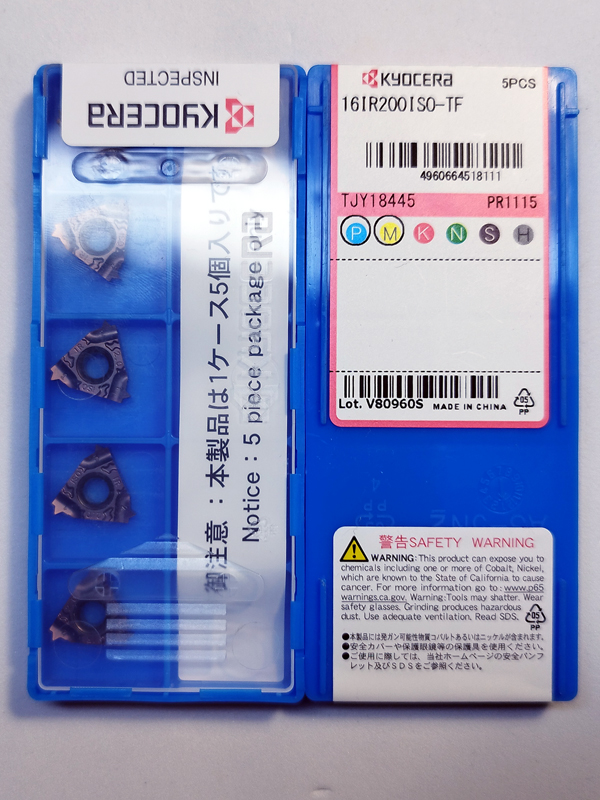 KYOCERA
INSPECTED
御注意：本製品は1ケース5個入りで
Notice : 5 piece package only
KYOCERA
5PCS
16IR200ISO-TF
4960664518111
TJY18445 PR1115
P M K N S H
Lot. V80960S MADE IN CHINA
05
PP
警告SAFETY WARNING
WARNING: This product can expose you to
chemicals including one or more of Cobalt, Nickel,
which are known to the State of California to cause
cancer. For more information go to : www.p65
warnings.ca.gov. Warning:Tools may shatter. Wear
safety glasses. Grinding produces hazardous
dust. Use adequate ventilation. Read SDS.
05
PP
●本製品には発ガン可能性物質コバルトあるいはニッケルが含まれます。
●安全カバーや保護眼鏡等の保護具を使用ください。
●ご使用に際しては、当社ホームページの安全パンフ
レット及びSDSをご参照ください。